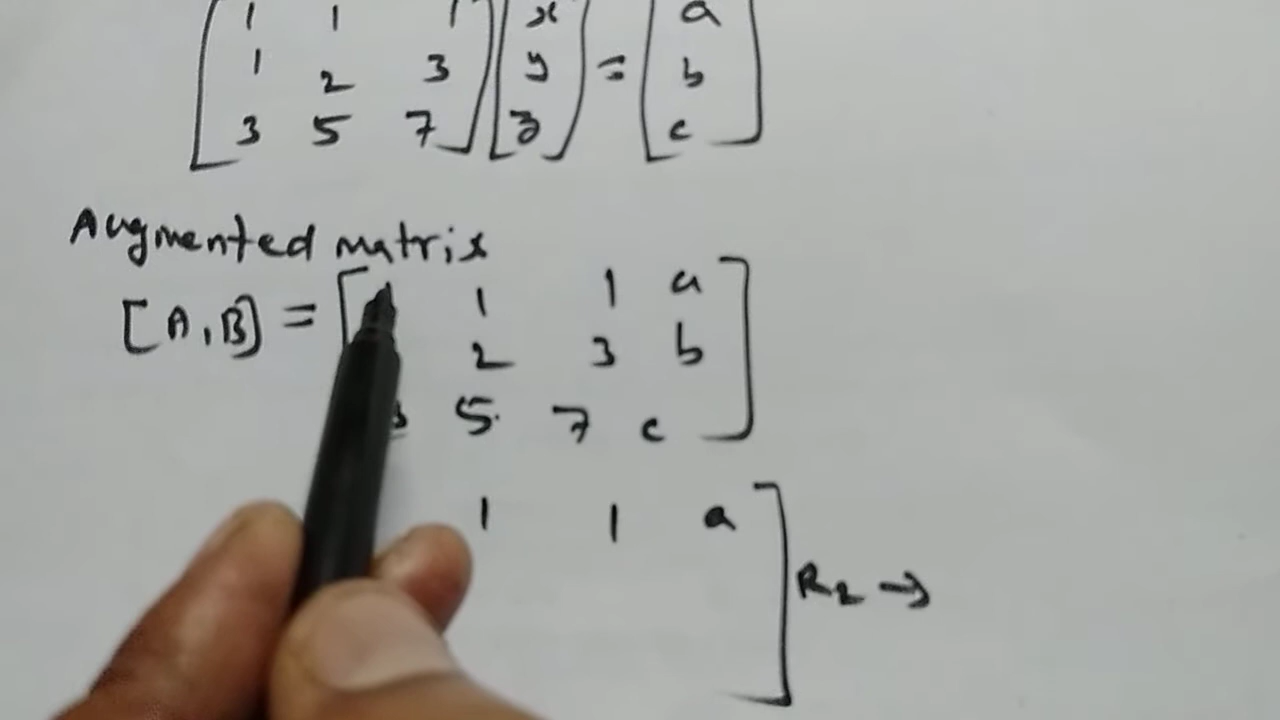 1 1 1 x a
1 2 3 y = b
3 5 7 z c
Augmented matrix
[A,B] = 1 1 a
2 3 b
3 5 7 c
1 1 a
R2 →